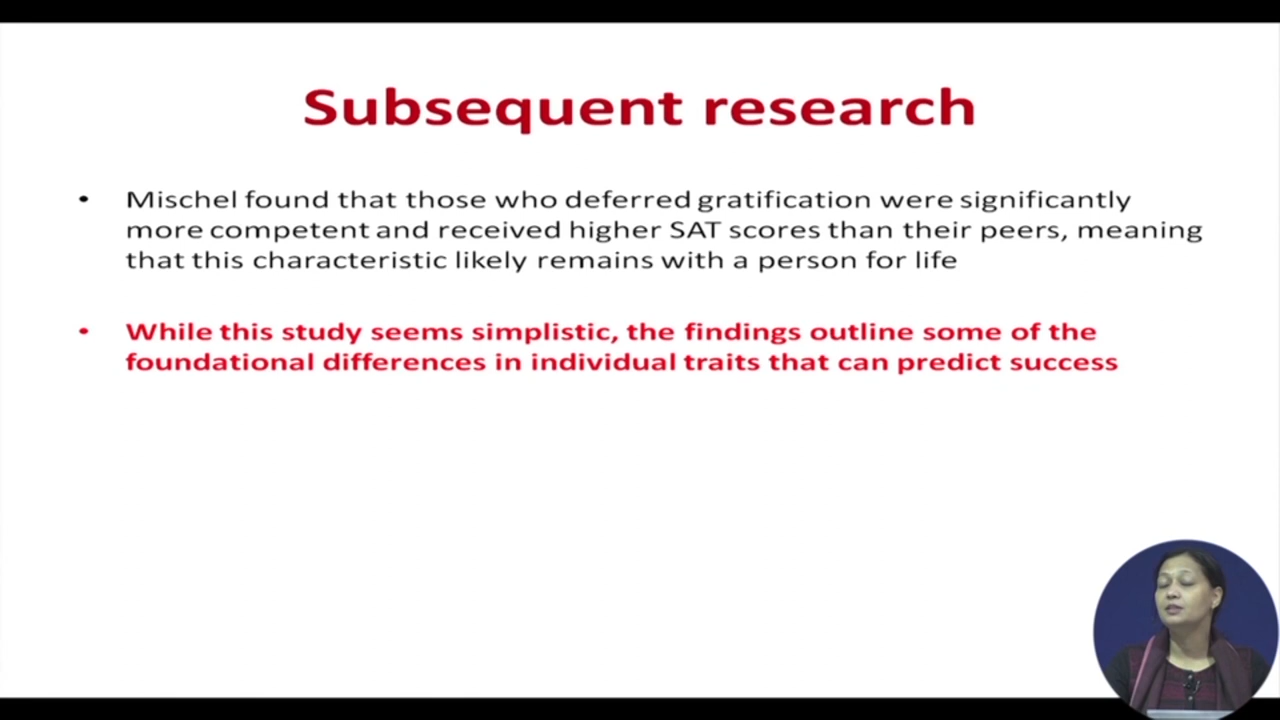 Subsequent research
• Mischel found that those who deferred gratification were significantly
more competent and received higher SAT scores than their peers, meaning
that this characteristic likely remains with a person for life
• While this study seems simplistic, the findings outline some of the
foundational differences in individual traits that can predict success